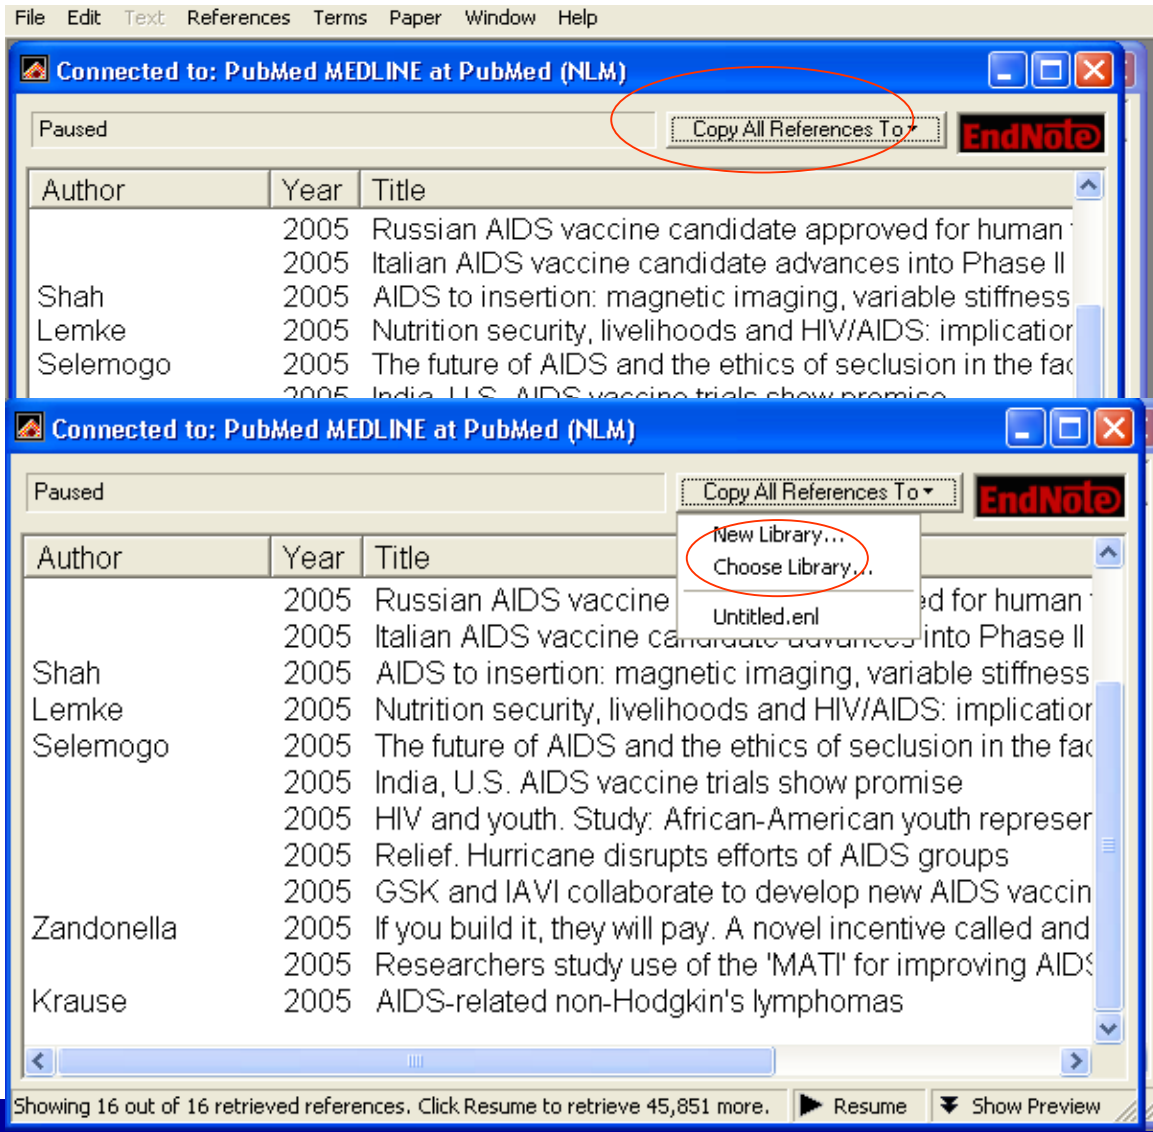 File Edit Text References Terms Paper Window Help
Connected to: PubMed MEDLINE at PubMed (NLM)
Paused Copy All References To EndNote
Author Year Title
2005 Russian AIDS vaccine candidate approved for human
2005 Italian AIDS vaccine candidate advances into Phase II
Shah 2005 AIDS to insertion: magnetic imaging, variable stiffness
Lemke 2005 Nutrition security, livelihoods and HIV/AIDS: implication
Selemogo 2005 The future of AIDS and the ethics of seclusion in the fac
2005 India, U.S. AIDS vaccine trials show promise
Connected to: PubMed MEDLINE at PubMed (NLM)
Paused Copy All References To EndNote
New Library...
Choose Library...
Untitled.enl
Author Year Title
2005 Russian AIDS vaccine ed for human
2005 Italian AIDS vaccine candidate advances into Phase II
Shah 2005 AIDS to insertion: magnetic imaging, variable stiffness
Lemke 2005 Nutrition security, livelihoods and HIV/AIDS: implication
Selemogo 2005 The future of AIDS and the ethics of seclusion in the fac
2005 India, U.S. AIDS vaccine trials show promise
2005 HIV and youth. Study: African-American youth represer
2005 Relief. Hurricane disrupts efforts of AIDS groups
2005 GSK and IAVI collaborate to develop new AIDS vaccin
Zandonella 2005 If you build it, they will pay. A novel incentive called and
2005 Researchers study use of the 'MATI' for improving AIDS
Krause 2005 AIDS-related non-Hodgkin's lymphomas
Showing 16 out of 16 retrieved references. Click Resume to retrieve 45,851 more. Resume Show Preview